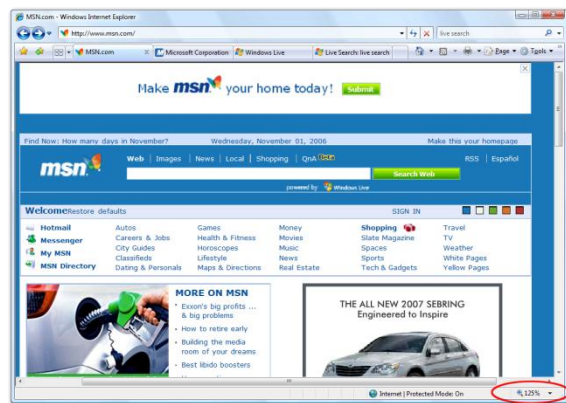 MSN.com - Windows Internet Explorer
http://www.msn.com/
live search
MSN.com
Microsoft Corporation
Windows Live
Live Search: live search
Page
Tools
Make msn your home today! Submit
Find Now: How many days in November? Wednesday, November 01, 2006 Make this your homepage
msn
Web | Images | News | Local | Shopping | QnA Beta
RSS | Español
Search Web
powered by Windows Live
Welcome Restore defaults SIGN IN
Hotmail Autos Games Money Shopping Travel
Messenger Careers & Jobs Health & Fitness Movies Slate Magazine TV
My MSN City Guides Horoscopes Music Spaces Weather
Classifieds Lifestyle News Sports White Pages
MSN Directory Dating & Personals Maps & Directions Real Estate Tech & Gadgets Yellow Pages
MORE ON MSN
Exxon's big profits ...
& big problems
How to retire early
Building the media
room of your dreams
Best libido boosters
THE ALL NEW 2007 SEBRING
Engineered to Inspire
Internet | Protected Mode: On
125%